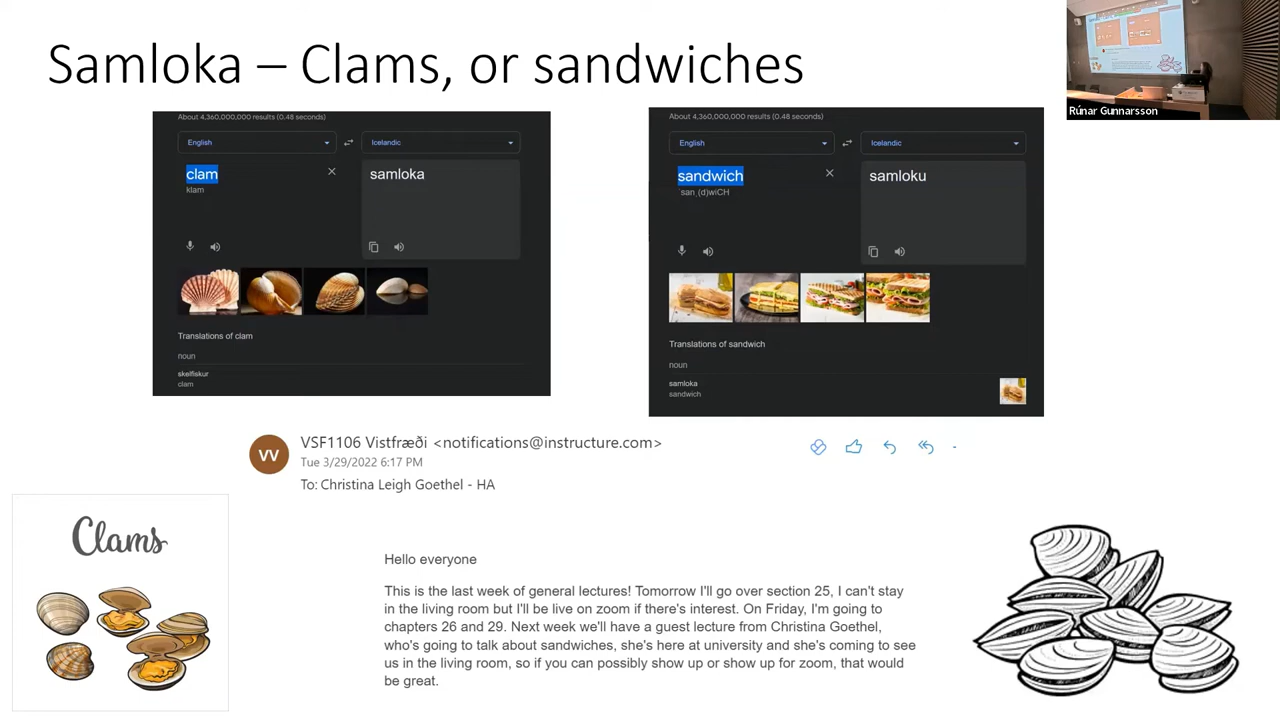 Samloka – Clams, or sandwiches
Rúnar Gunnarsson
About 4,360,000,000 results (0.48 seconds)
English
Icelandic
clam
klam
samloka
Translations of clam
noun
skelfiskur
clam
About 4,360,000,000 results (0.48 seconds)
English
Icelandic
sandwich
ˈsan(d)wiCH
samloku
Translations of sandwich
noun
samloka
sandwich
VV
VSF1106 Vistfræði <notifications@instructure.com>
Tue 3/29/2022 6:17 PM
To: Christina Leigh Goethel - HA
Hello everyone
This is the last week of general lectures! Tomorrow I'll go over section 25, I can't stay
in the living room but I'll be live on zoom if there's interest. On Friday, I'm going to
chapters 26 and 29. Next week we'll have a guest lecture from Christina Goethel,
who's going to talk about sandwiches, she's here at university and she's coming to see
us in the living room, so if you can possibly show up or show up for zoom, that would
be great.
Clams